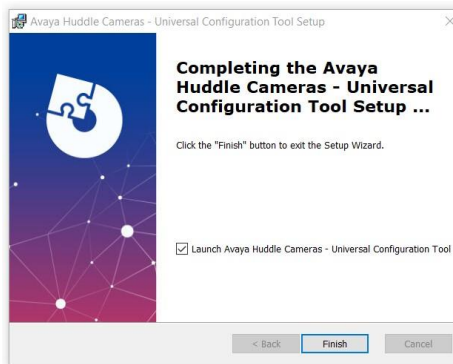 Avaya Huddle Cameras - Universal Configuration Tool Setup
Completing the Avaya
Huddle Cameras - Universal
Configuration Tool Setup ...
Click the "Finish" button to exit the Setup Wizard.
Launch Avaya Huddle Cameras - Universal Configuration Tool
< Back
Finish
Cancel